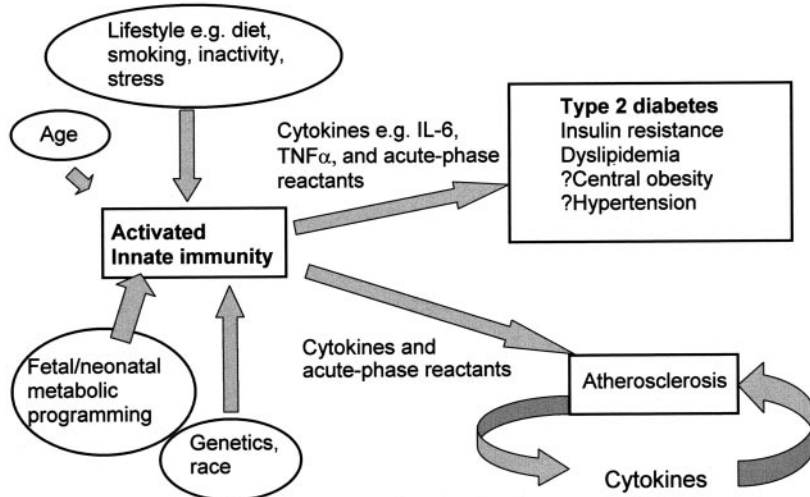 Lifestyle e.g. diet,
smoking, inactivity,
stress
Age
Cytokines e.g. IL-6,
TNFα, and acute-phase
reactants
Type 2 diabetes
Insulin resistance
Dyslipidemia
?Central obesity
?Hypertension
Activated
Innate immunity
Fetal/neonatal
metabolic
programming
Genetics,
race
Cytokines and
acute-phase reactants
Atherosclerosis
Cytokines